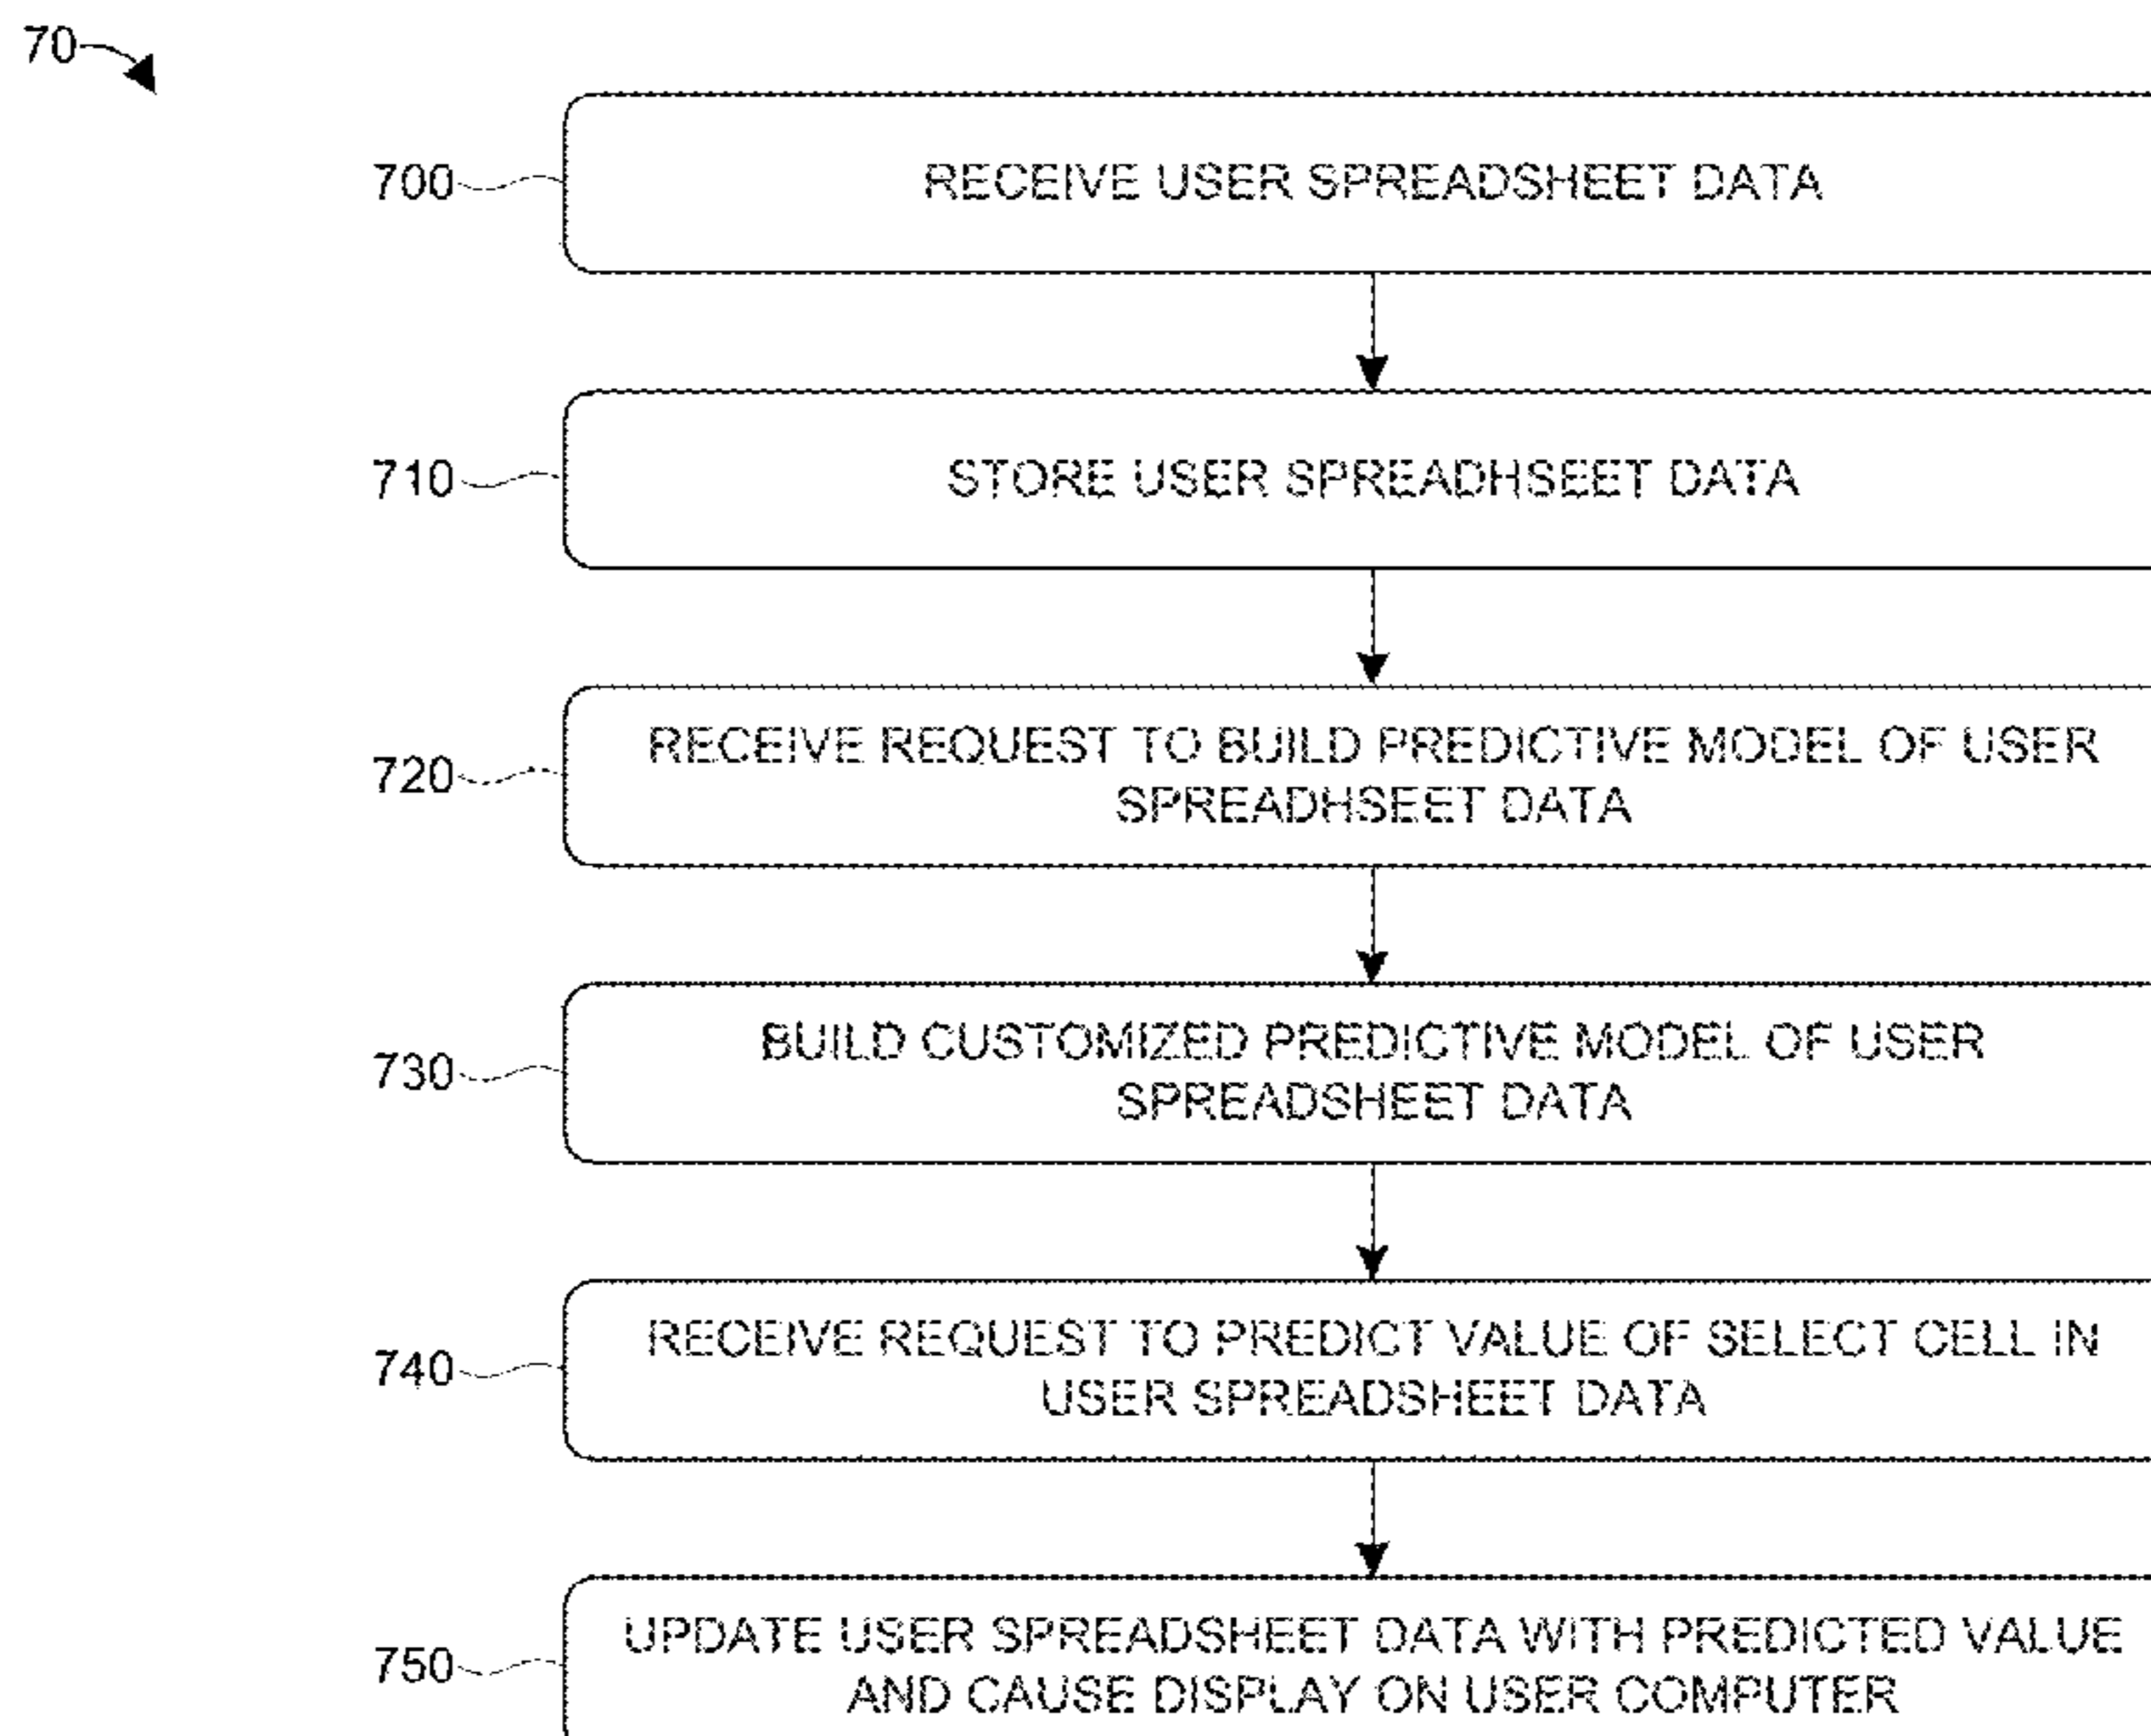 70
700
RECEIVE USER SPREADSHEET DATA
710
STORE USER SPREADHSEET DATA
720
RECEIVE REQUEST TO BUILD PREDICTIVE MODEL OF USER
SPREADHSEET DATA
730
BUILD CUSTOMIZED PREDICTIVE MODEL OF USER
SPREADSHEET DATA
740
RECEIVE REQUEST TO PREDICT VALUE OF SELECT CELL IN
USER SPREADSHEET DATA
750
UPDATE USER SPREADSHEET DATA WITH PREDICTED VALUE
AND CAUSE DISPLAY ON USER COMPUTER